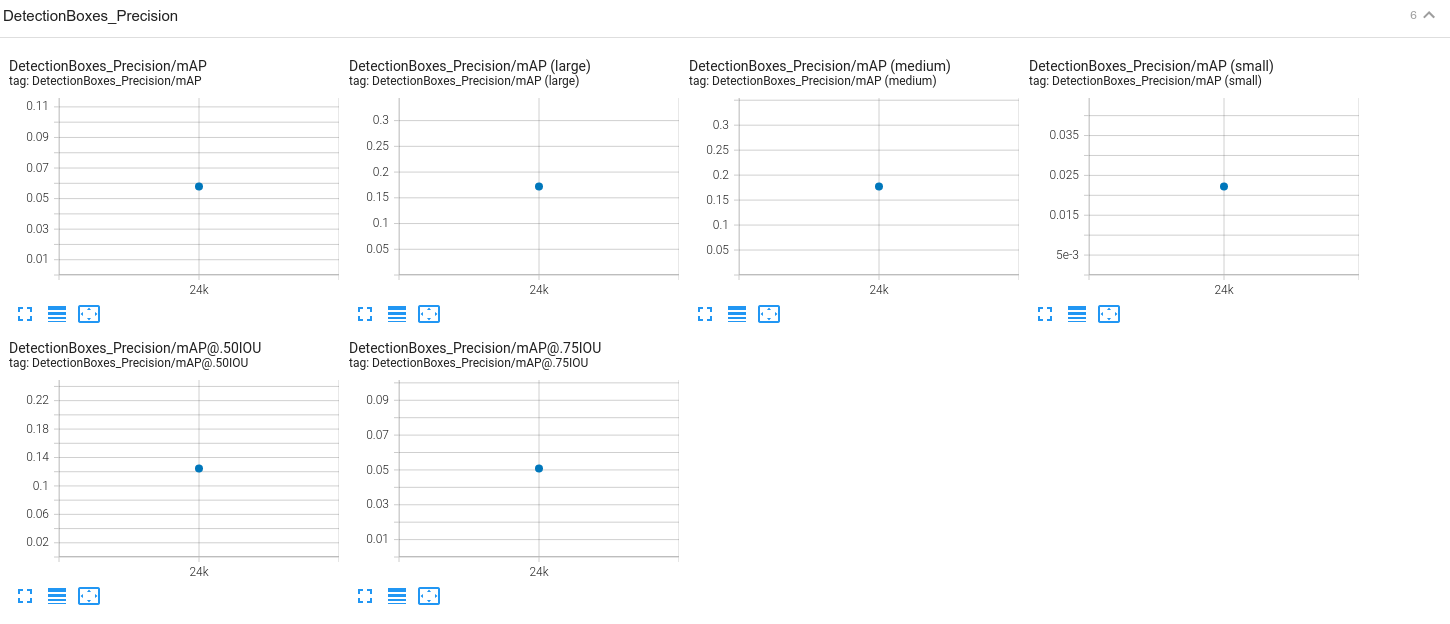 DetectionBoxes_Precision
6
DetectionBoxes_Precision/mAP
tag: DetectionBoxes_Precision/mAP
0.11
0.09
0.07
0.05
0.03
0.01
24k
DetectionBoxes_Precision/mAP (large)
tag: DetectionBoxes_Precision/mAP (large)
0.3
0.25
0.2
0.15
0.1
0.05
24k
DetectionBoxes_Precision/mAP (medium)
tag: DetectionBoxes_Precision/mAP (medium)
0.3
0.25
0.2
0.15
0.1
0.05
24k
DetectionBoxes_Precision/mAP (small)
tag: DetectionBoxes_Precision/mAP (small)
0.035
0.025
0.015
5e-3
24k
DetectionBoxes_Precision/mAP@.50IOU
tag: DetectionBoxes_Precision/mAP@.50IOU
0.22
0.18
0.14
0.1
0.06
0.02
24k
DetectionBoxes_Precision/mAP@.75IOU
tag: DetectionBoxes_Precision/mAP@.75IOU
0.09
0.07
0.05
0.03
0.01
24k